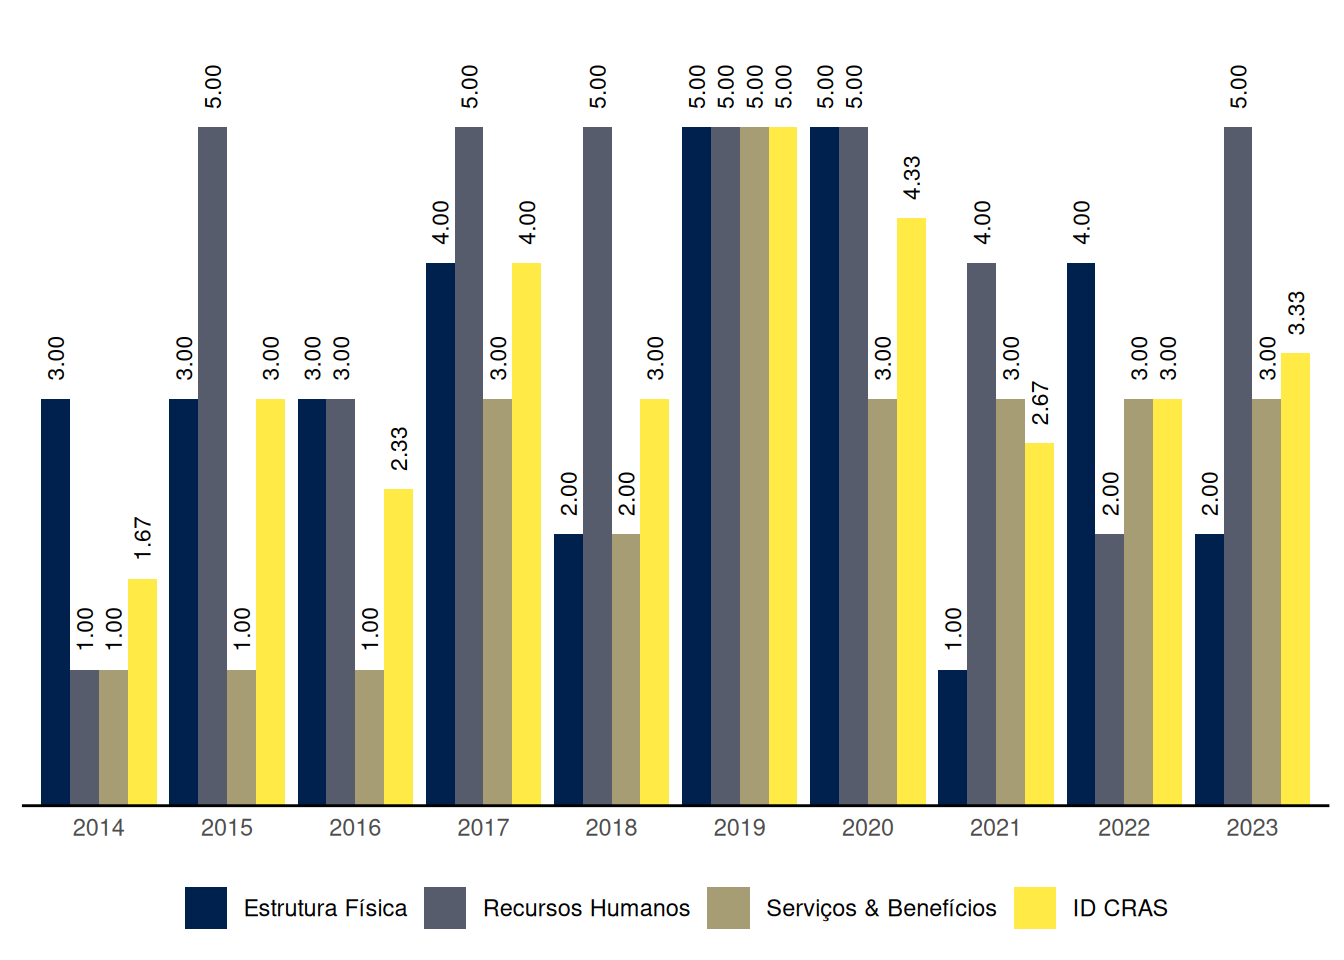 5.00 5.00 5.00 5.00 5.00 5.00 5.00 5.00 5.00 5.00
4.33
4.00 4.00 4.00 4.00
3.33
3.00 3.00 3.00 3.00 3.00 3.00 3.00 3.00 3.00 3.00 3.00 3.00
2.67
2.33
2.00 2.00 2.00 2.00
1.67
1.00 1.00 1.00 1.00 1.00
2014 2015 2016 2017 2018 2019 2020 2021 2022 2023
Estrutura Física Recursos Humanos Serviços & Benefícios ID CRAS